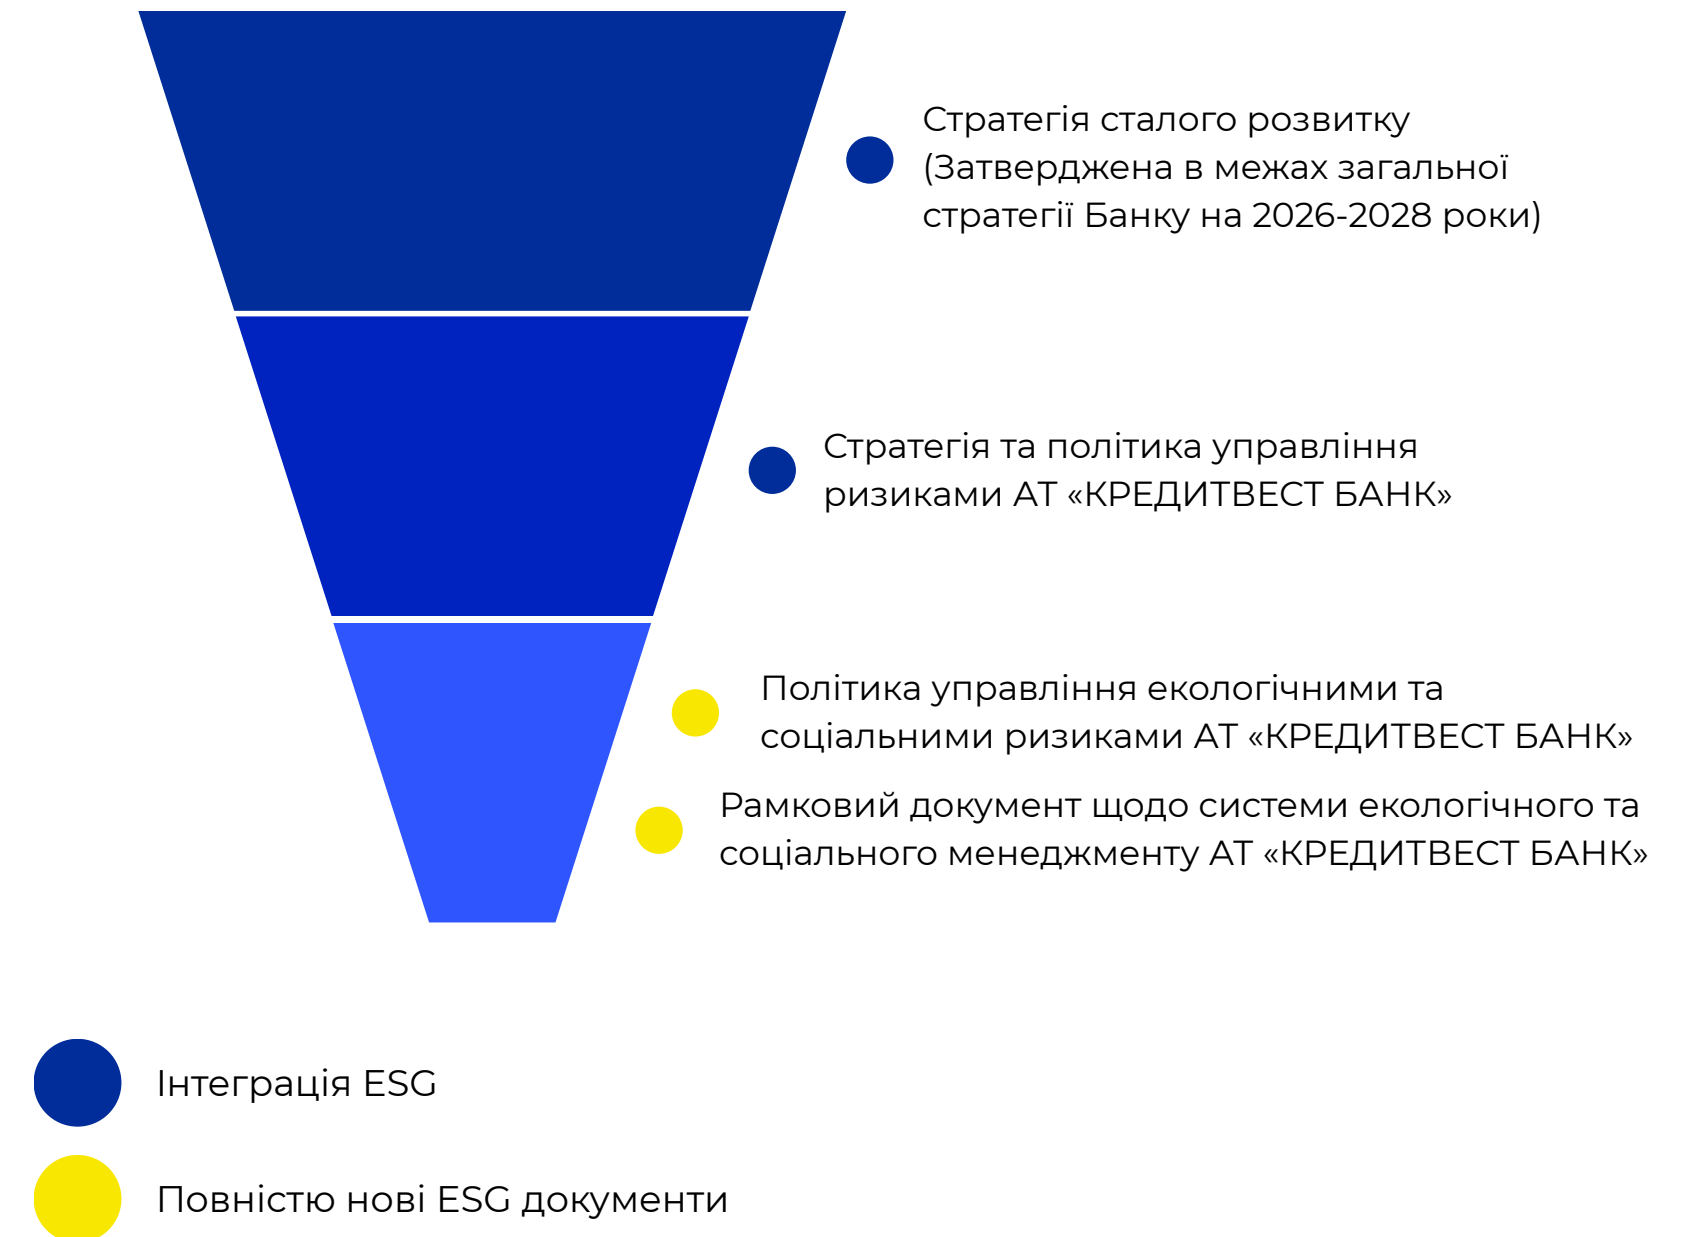 Стратегія сталого розвитку
(Затверджена в межах загальної
стратегії Банку на 2026-2028 роки)
Стратегія та політика управління
ризиками АТ «КРЕДИТВЕСТ БАНК»
Політика управління екологічними та
соціальними ризиками АТ «КРЕДИТВЕСТ БАНК»
Рамковий документ щодо системи екологічного та
соціального менеджменту АТ «КРЕДИТВЕСТ БАНК»
Інтеграція ESG
Повністю нові ESG документи